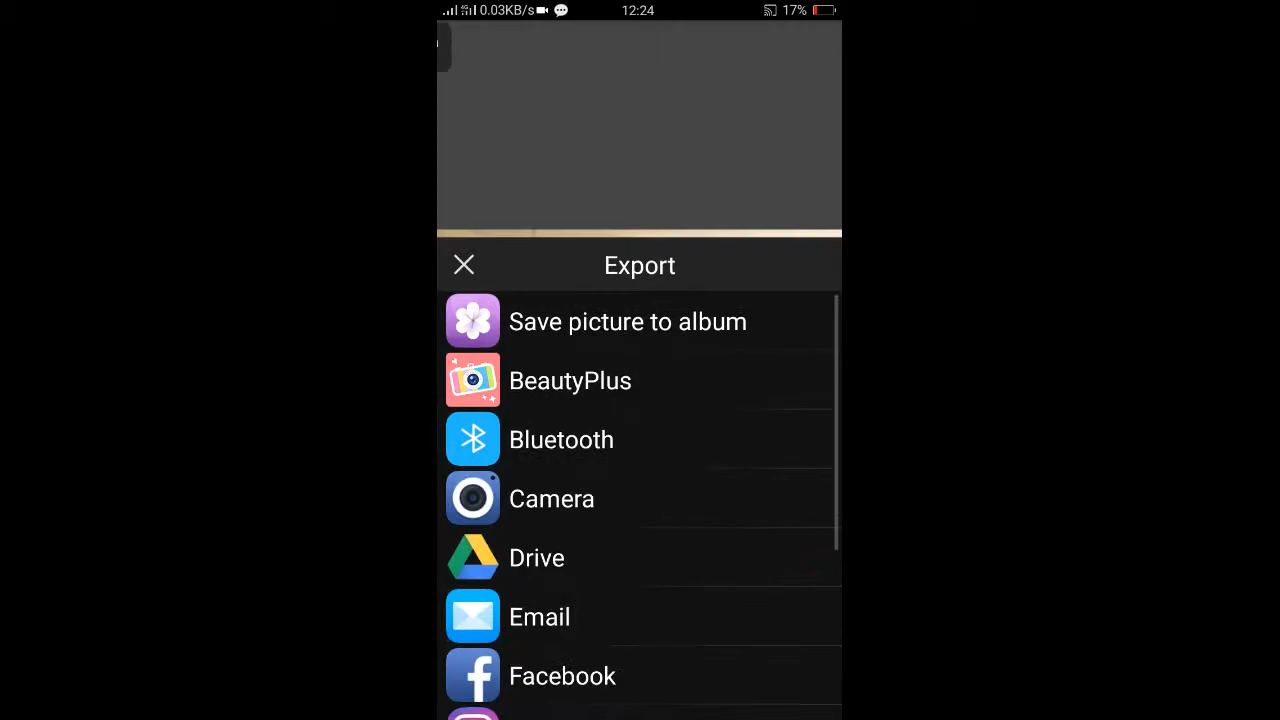 0.03KB/s 12:24 17%
Export
Save picture to album
BeautyPlus
Bluetooth
Camera
Drive
Email
Facebook